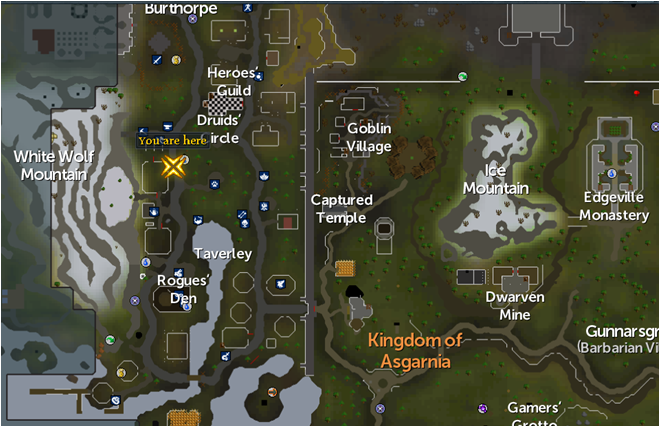 Burthorpe
Heroes'
Guild
Druids'
Circle
You are here
White Wolf
Mountain
Goblin
Village
Ice
Mountain
Edgeville
Monastery
Captured
Temple
Taverley
Rogues'
Den
Dwarven
Mine
Kingdom of
Asgarnia
Gunnarsgr
(Barbarian Vi
Gamers'
Grotto